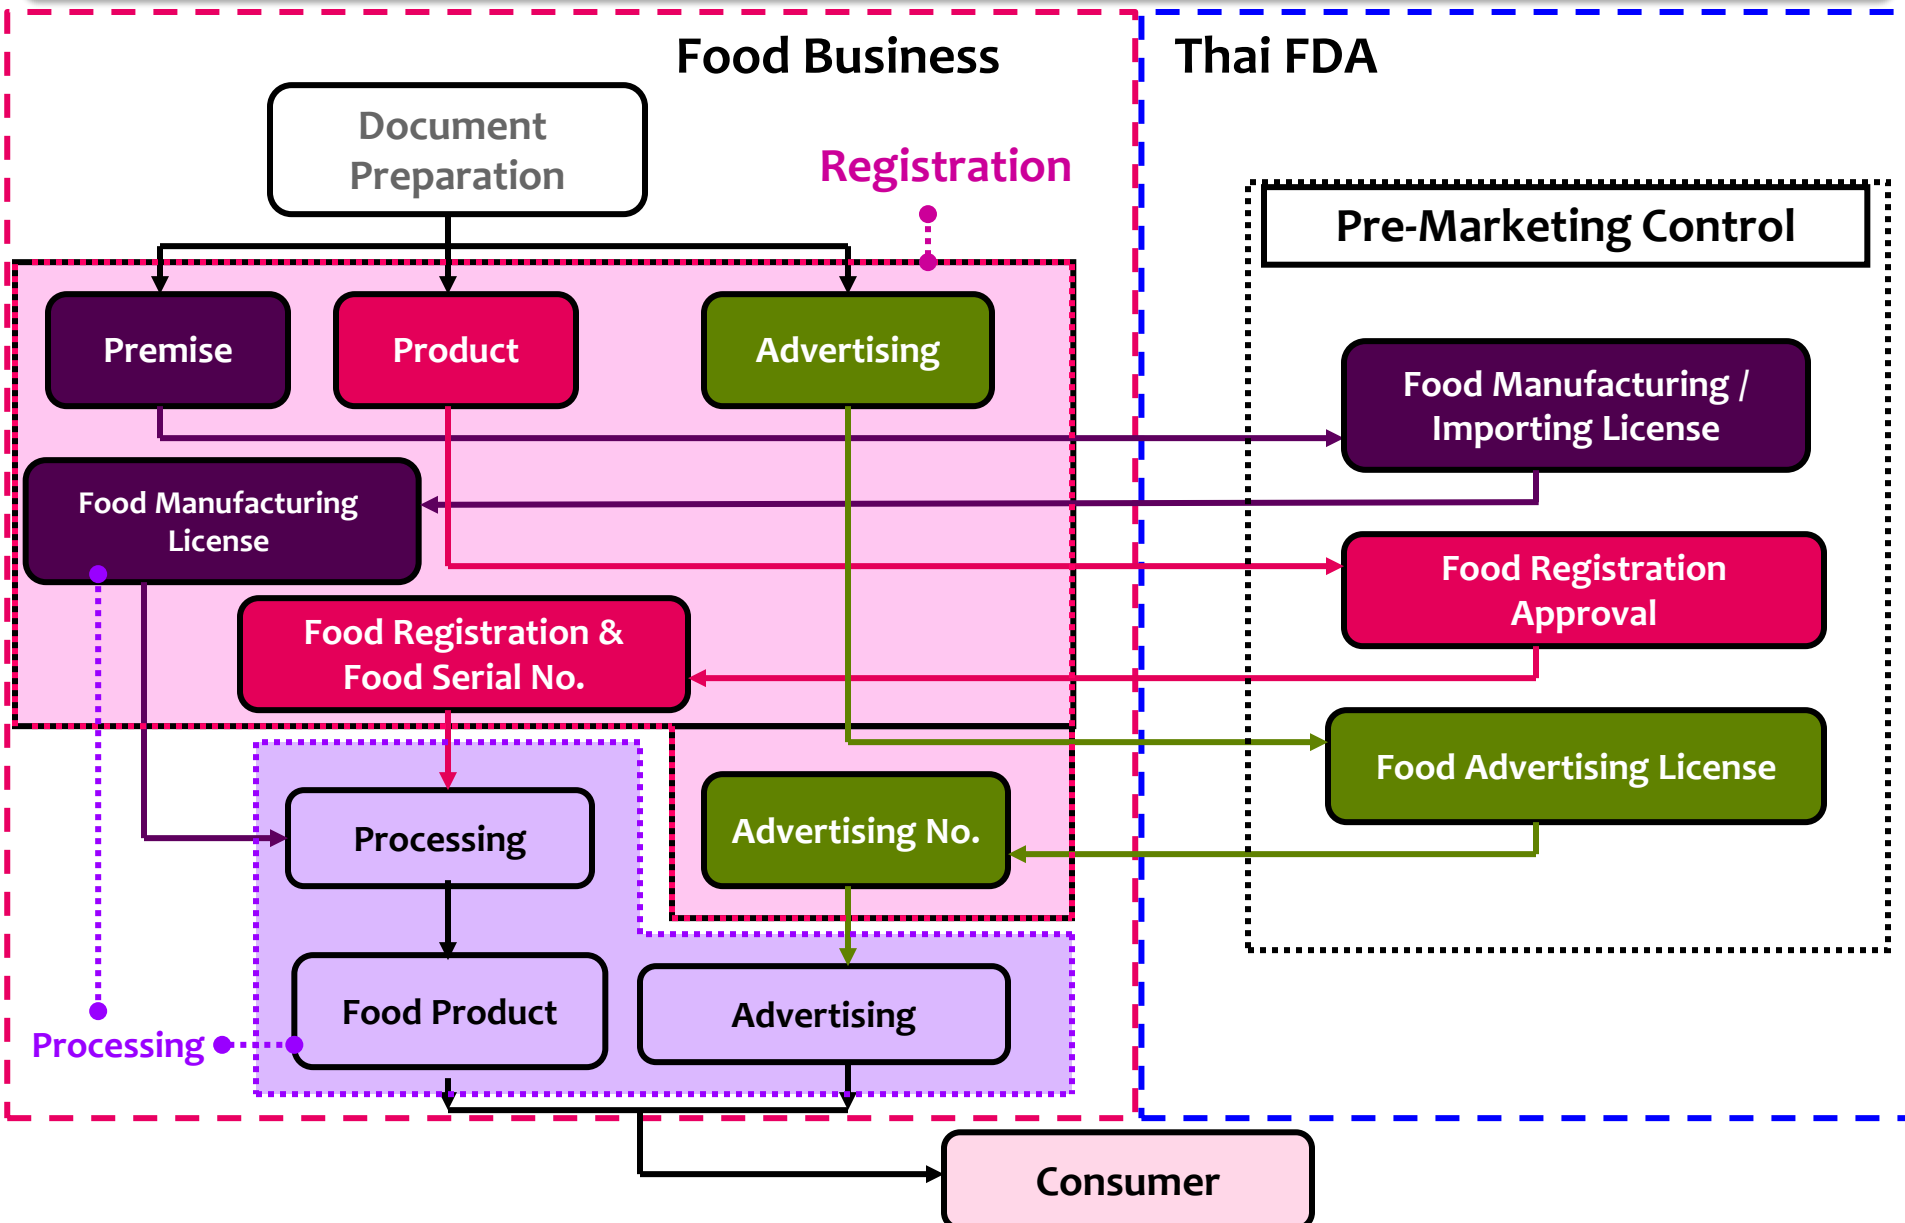 Food Business
Thai FDA
Document
Preparation
Registration
Pre-Marketing Control
Premise
Product
Advertising
Food Manufacturing /
Importing License
Food Manufacturing
License
Food Registration
Approval
Food Registration &
Food Serial No.
Food Advertising License
Processing
Advertising No.
Food Product
Advertising
Processing
Consumer